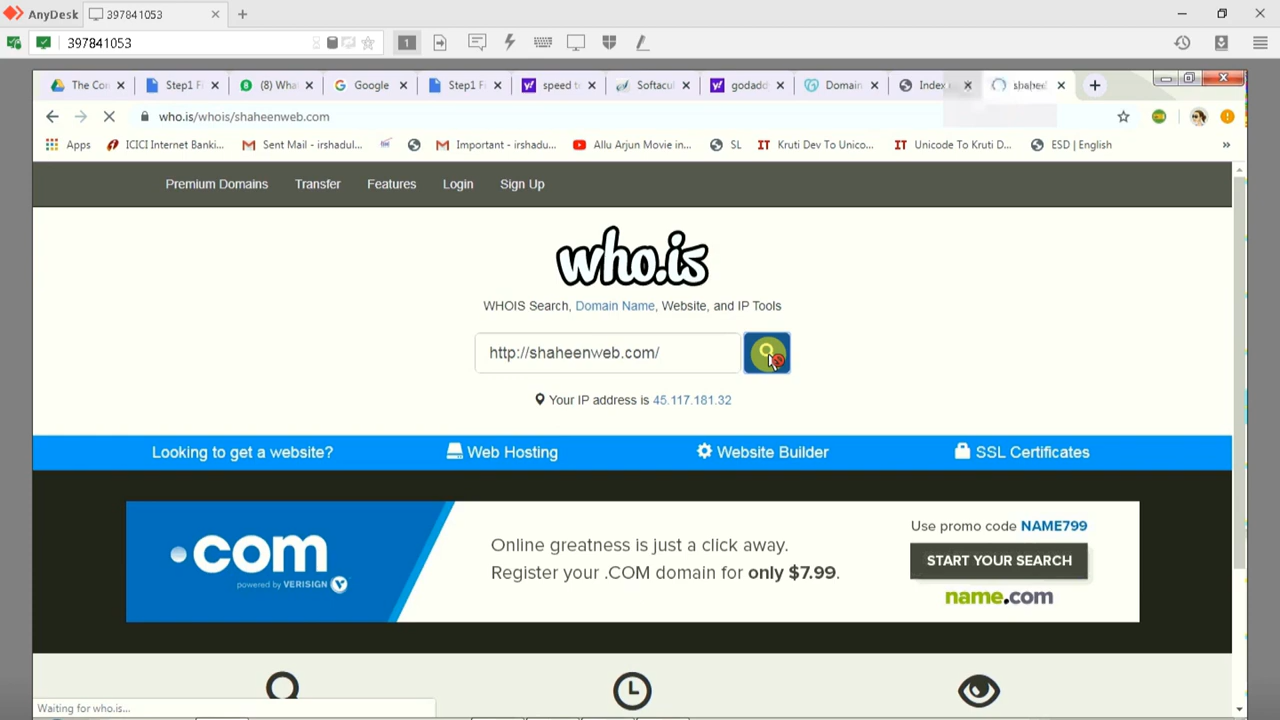 AnyDesk
397841053
397841053
1
The Con
Step1 F
(8) Wha
Google
Step1 F
speed t
Softacul
godadd
Domain
Index
shahee
who.is/whois/shaheenweb.com
Apps
ICICI Internet Banki...
Sent Mail - irshadul...
Important - irshadu...
Allu Arjun Movie in...
SL
IT Kruti Dev To Unico...
IT Unicode To Kruti D...
ESD | English
»
Premium Domains Transfer Features Login Sign Up
who.is
WHOIS Search, Domain Name, Website, and IP Tools
http://shaheenweb.com/
Your IP address is 45.117.181.32
Looking to get a website? Web Hosting Website Builder SSL Certificates
.com
powered by VERISIGN
Online greatness is just a click away.
Register your .COM domain for only $7.99.
Use promo code NAME799
START YOUR SEARCH
name.com
Waiting for who.is...